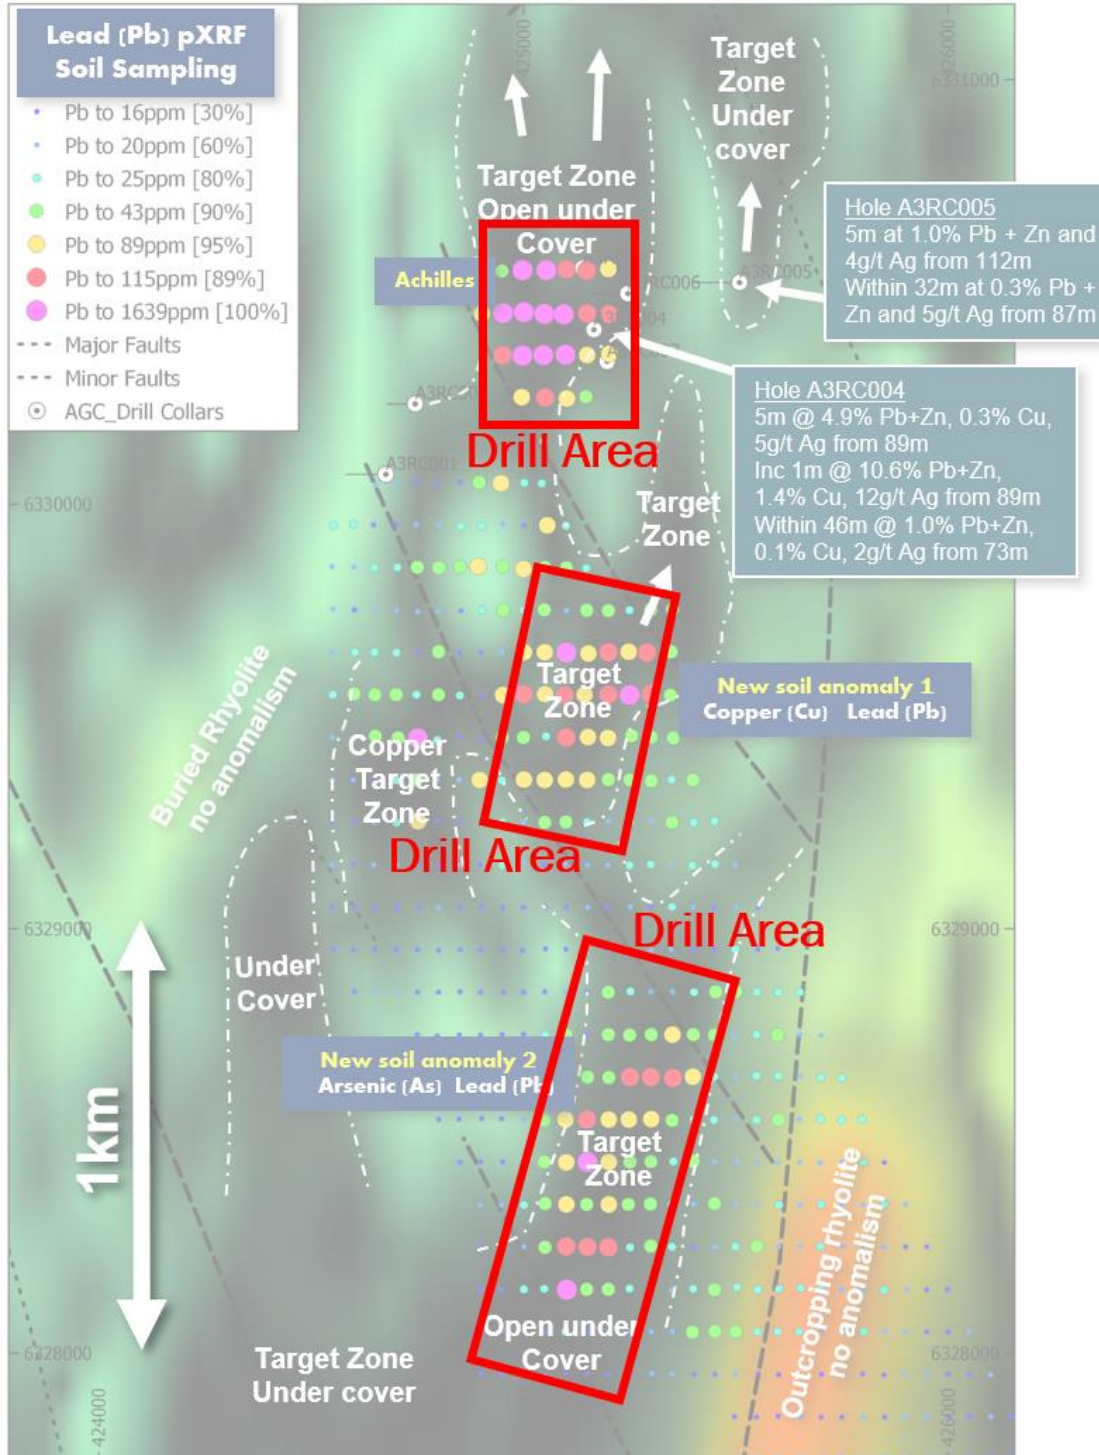 Lead (Pb) pXRF
Soil Sampling
Pb to 16ppm [30%]
Pb to 20ppm [60%]
Pb to 25ppm [80%]
Pb to 43ppm [90%]
Pb to 89ppm [95%]
Pb to 115ppm [89%]
Pb to 1639ppm [100%]
Major Faults
Minor Faults
AGC_Drill Collars
425000
426000
6331000
Target
Zone
Under
cover
Target Zone
Open under
Cover
Achilles
A3RC005
RC006
Hole A3RC005
5m at 1.0% Pb + Zn and
4g/t Ag from 112m
Within 32m at 0.3% Pb +
Zn and 5g/t Ag from 87m
Hole A3RC004
5m @ 4.9% Pb+Zn, 0.3% Cu,
5g/t Ag from 89m
Inc 1m @ 10.6% Pb+Zn,
1.4% Cu, 12g/t Ag from 89m
Within 46m @ 1.0% Pb+Zn,
0.1% Cu, 2g/t Ag from 73m
Drill Area
A3RC001
6330000
Target
Zone
Target
Zone
New soil anomaly 1
Copper (Cu) Lead (Pb)
Buried Rhyolite
no anomalism
Copper
Target
Zone
Drill Area
Drill Area
6329000
6329000
Under
Cover
1km
New soil anomaly 2
Arsenic (As) Lead (Pb)
Target
Zone
Outcropping rhyolite
no anomalism
Open under
Cover
Target Zone
Under cover
6328000
6328000
424000
426000